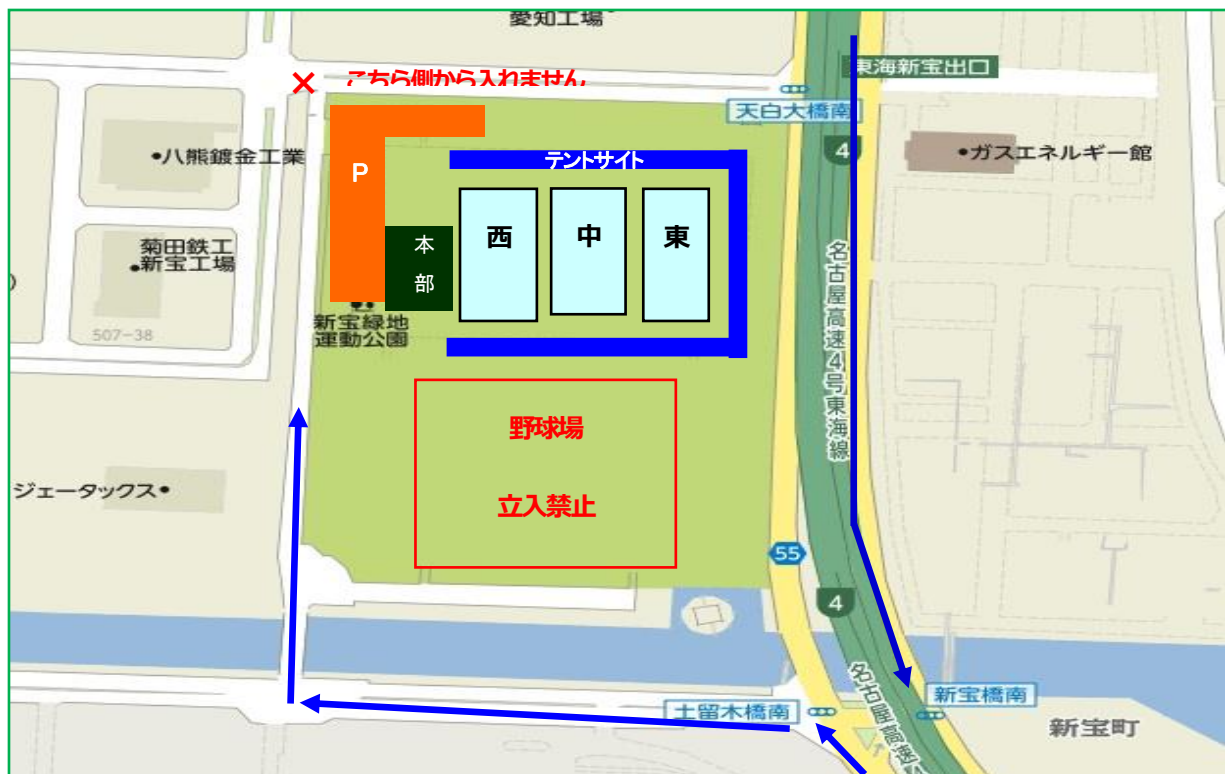 愛知工場
× こちら側から入れません
東海新宝出口
天白大橋南
八熊鍍金工業
P
テントサイト
4
ガスエネルギー館
西
中
東
本
部
菊田鉄工
新宝工場
507-38
新宝緑地
運動公園
名古屋高速4号東海線
野球場
立入禁止
ジェータックス
55
4
名古屋高速
新宝橋南
土留木橋南
新宝町